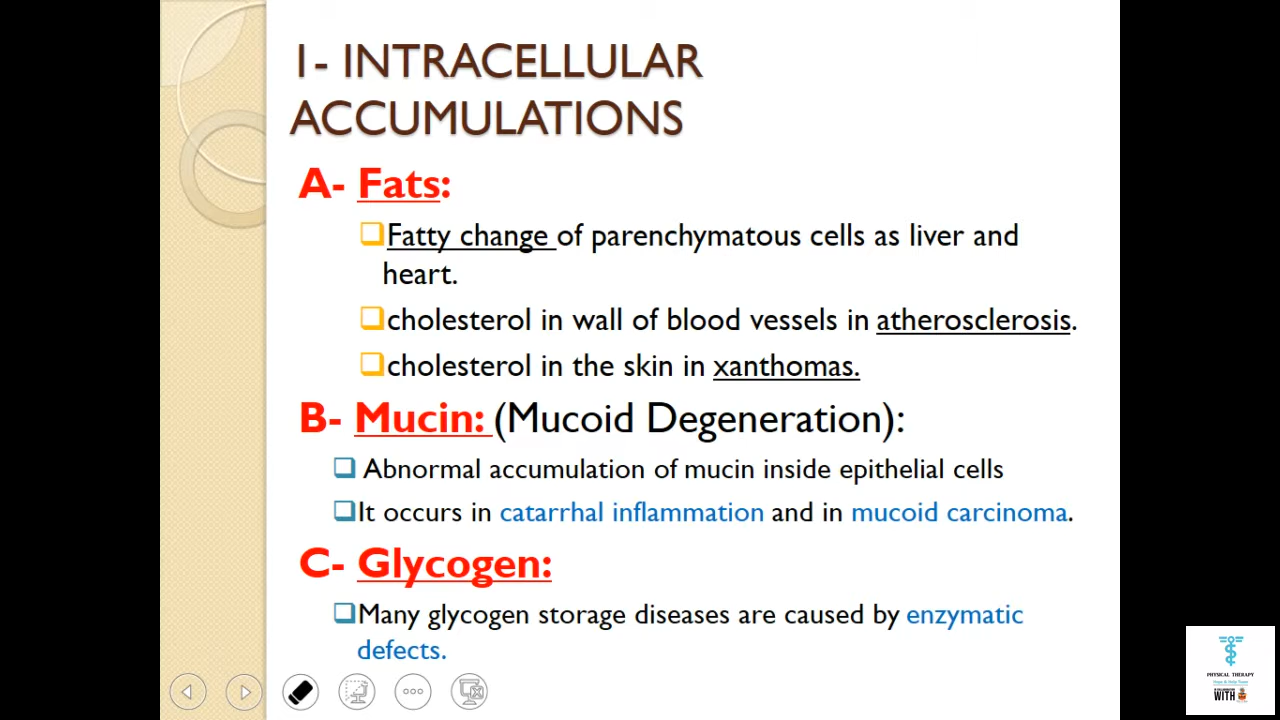 1- INTRACELLULAR
ACCUMULATIONS
A- Fats:
Fatty change of parenchymatous cells as liver and
heart.
cholesterol in wall of blood vessels in atherosclerosis.
cholesterol in the skin in xanthomas.
B- Mucin: (Mucoid Degeneration):
Abnormal accumulation of mucin inside epithelial cells
It occurs in catarrhal inflammation and in mucoid carcinoma.
C- Glycogen:
Many glycogen storage diseases are caused by enzymatic
defects.
PHYSICAL THERAPY
Hope & Help Team
WITH